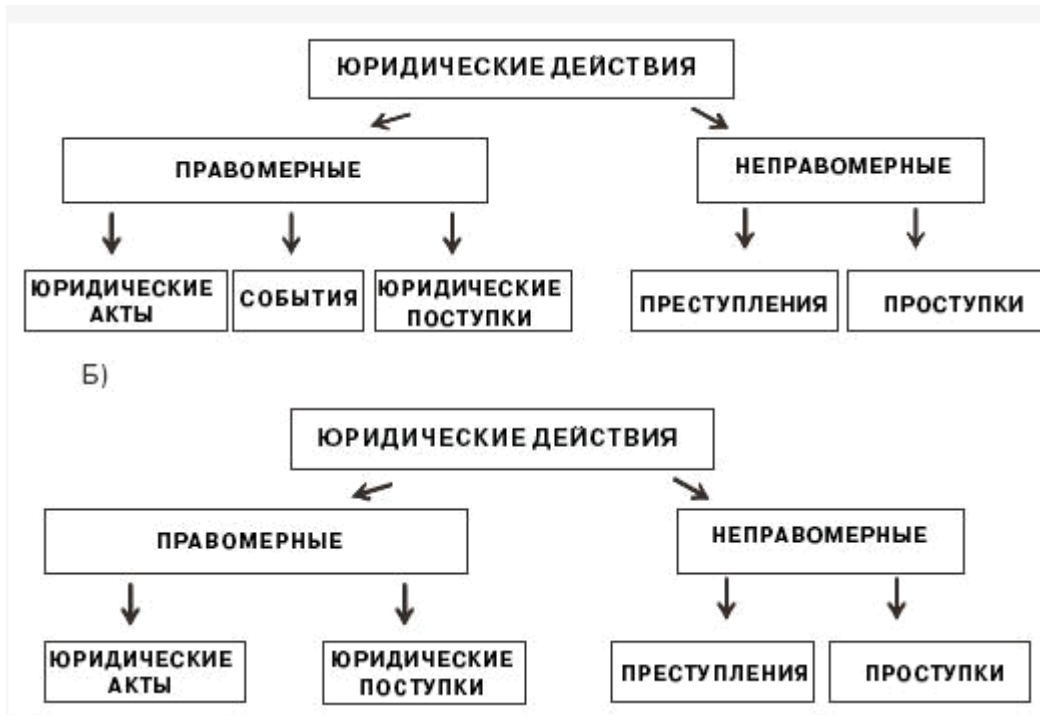 ЮРИДИЧЕСКИЕ ДЕЙСТВИЯ
ПРАВОМЕРНЫЕ
НЕПРАВОМЕРНЫЕ
ЮРИДИЧЕСКИЕ
АКТЫ
СОБЫТИЯ
ЮРИДИЧЕСКИЕ
ПОСТУПКИ
ПРЕСТУПЛЕНИЯ
ПРОСТУПКИ
Б)
ЮРИДИЧЕСКИЕ ДЕЙСТВИЯ
ПРАВОМЕРНЫЕ
НЕПРАВОМЕРНЫЕ
ЮРИДИЧЕСКИЕ
АКТЫ
ЮРИДИЧЕСКИЕ
ПОСТУПКИ
ПРЕСТУПЛЕНИЯ
ПРОСТУПКИ